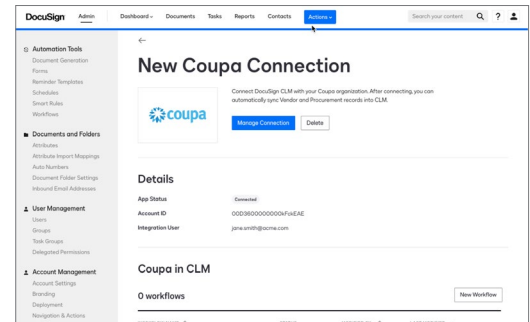 DocuSign Admin Dashboard Documents Tasks Reports Contacts Actions Search your content ?
Automation Tools
Document Generation
Forms
Reminder Templates
Schedules
Smart Rules
Workflows
Documents and Folders
Attributes
Attribute Import Mappings
Auto Numbers
Document Folder Settings
Inbound Email Addresses
User Management
Users
Groups
Task Groups
Delegated Permissions
Account Management
Account Settings
Branding
Deployment
Navigation & Actions
New Coupa Connection
coupa
Connect DocuSign CLM with your Coupa organization. After connecting, you can
automatically sync Vendor and Procurement records into CLM.
Manage Connection Delete
Details
App Status Connected
Account ID
Integration User jane.smith@acme.com
Coupa in CLM
0 workflows New Workflow